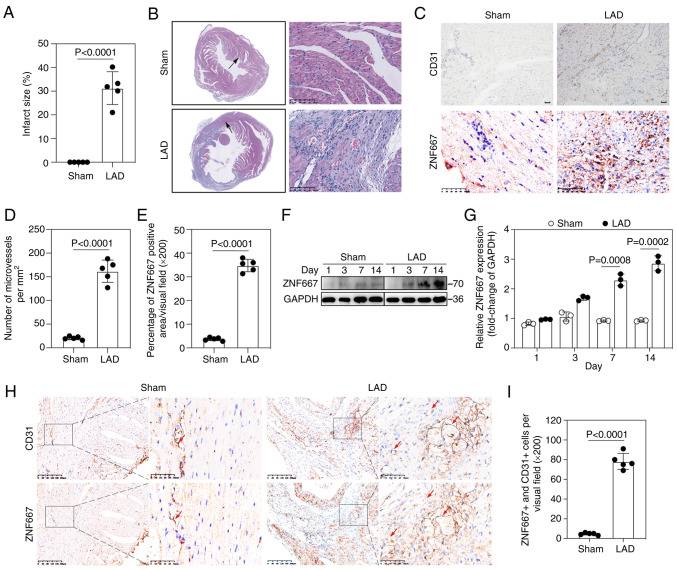 A
P<0.0001
Infarct size (%)
50
40
30
20
10
0
Sham
LAD
B
Sham
LAD
C
Sham
LAD
CD31
ZNF667
D
P<0.0001
Number of microvessels
per mm²
250
200
150
100
50
0
Sham
LAD
E
P<0.0001
Percentage of ZNF667 positive
area/visual field (×200)
50
40
30
20
10
0
Sham
LAD
F
Sham
LAD
Day
1
3
7
14
1
3
7
14
ZNF667
70
GAPDH
36
G
Sham
LAD
P=0.0008
P=0.0002
Relative ZNF667 expression
(fold-change of GAPDH)
4
3
2
1
0
1
3
7
14
Day
H
Sham
LAD
CD31
ZNF667
I
P<0.0001
ZNF667+ and CD31+ cells per
visual field (×200)
120
100
80
60
40
20
0
Sham
LAD